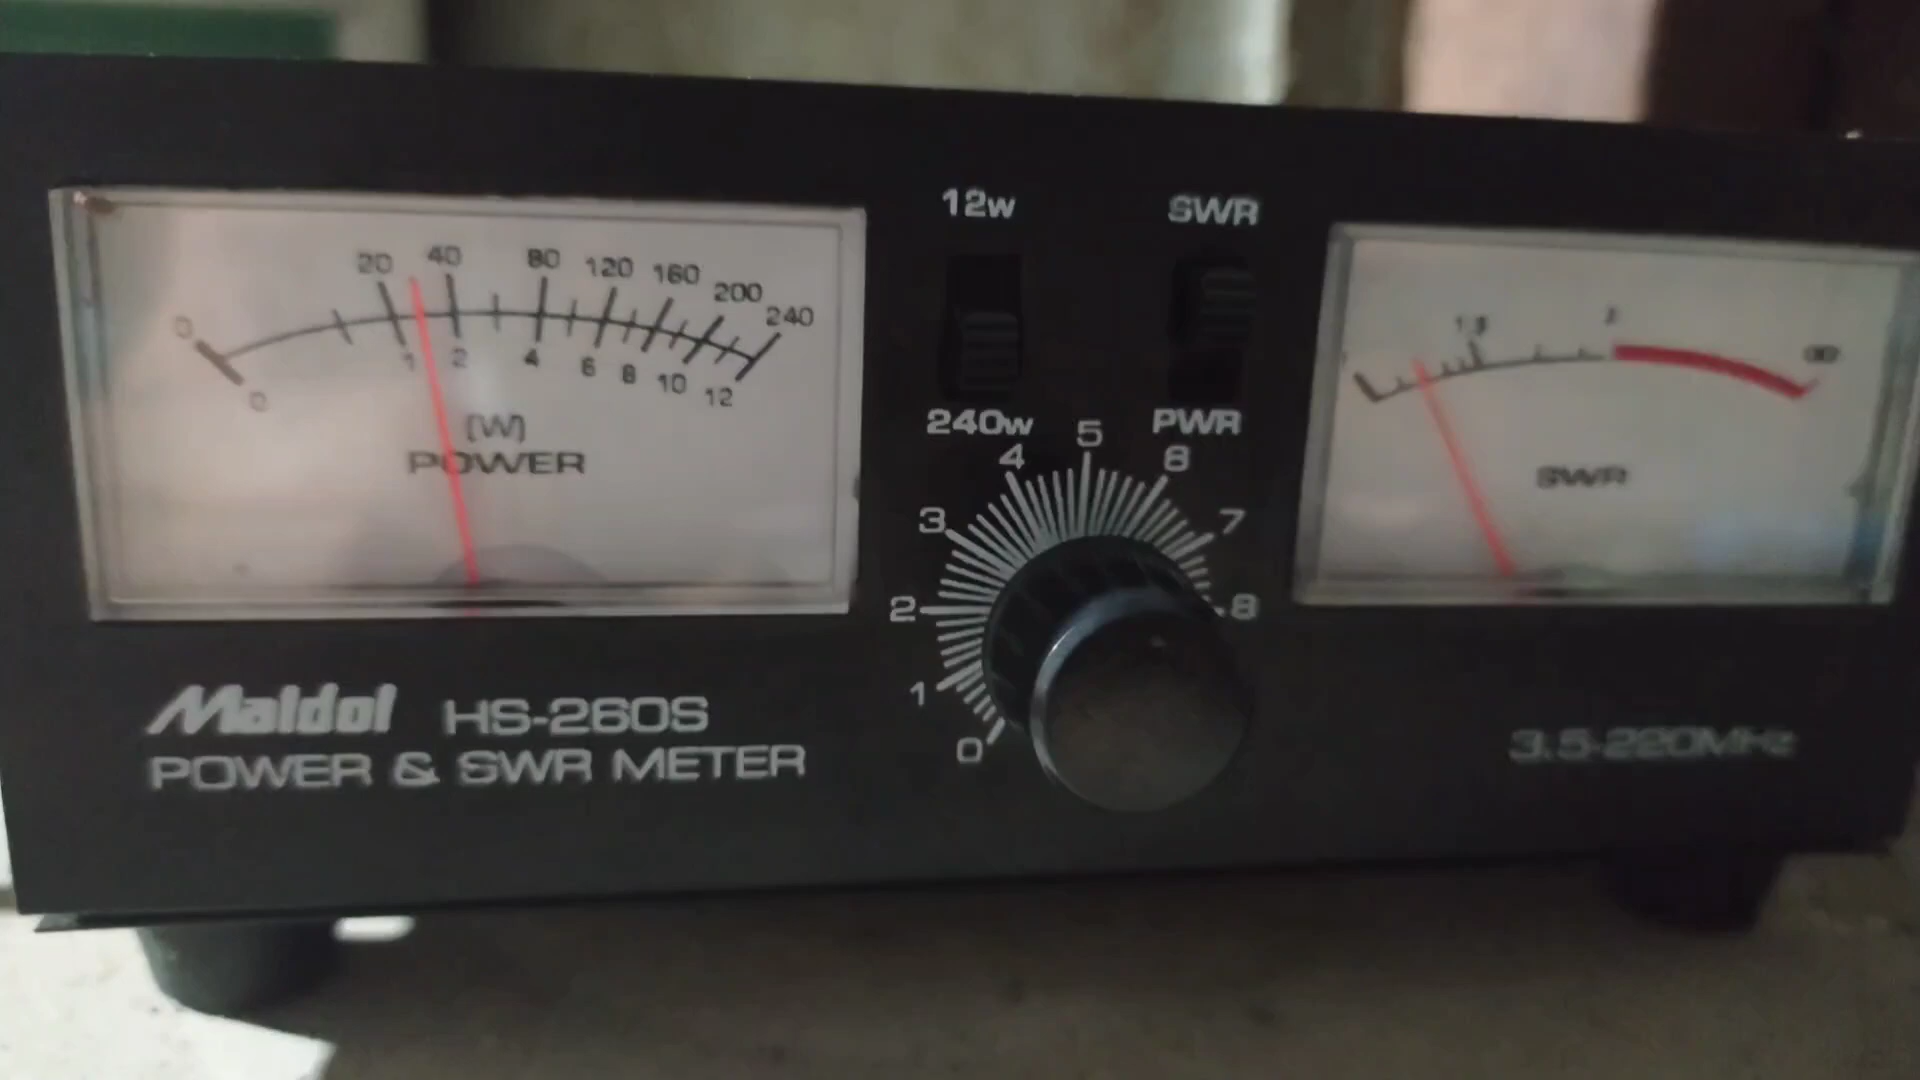 0 20 40 80 120 160 200 240
0 1 2 4 6 8 10 12
(W)
POWER
12w
SWR
240w
PWR
0 1 2 3 4 5 6 7 8
∞
SWR
Maldol HS-260S
POWER & SWR METER
3.5-220MHz